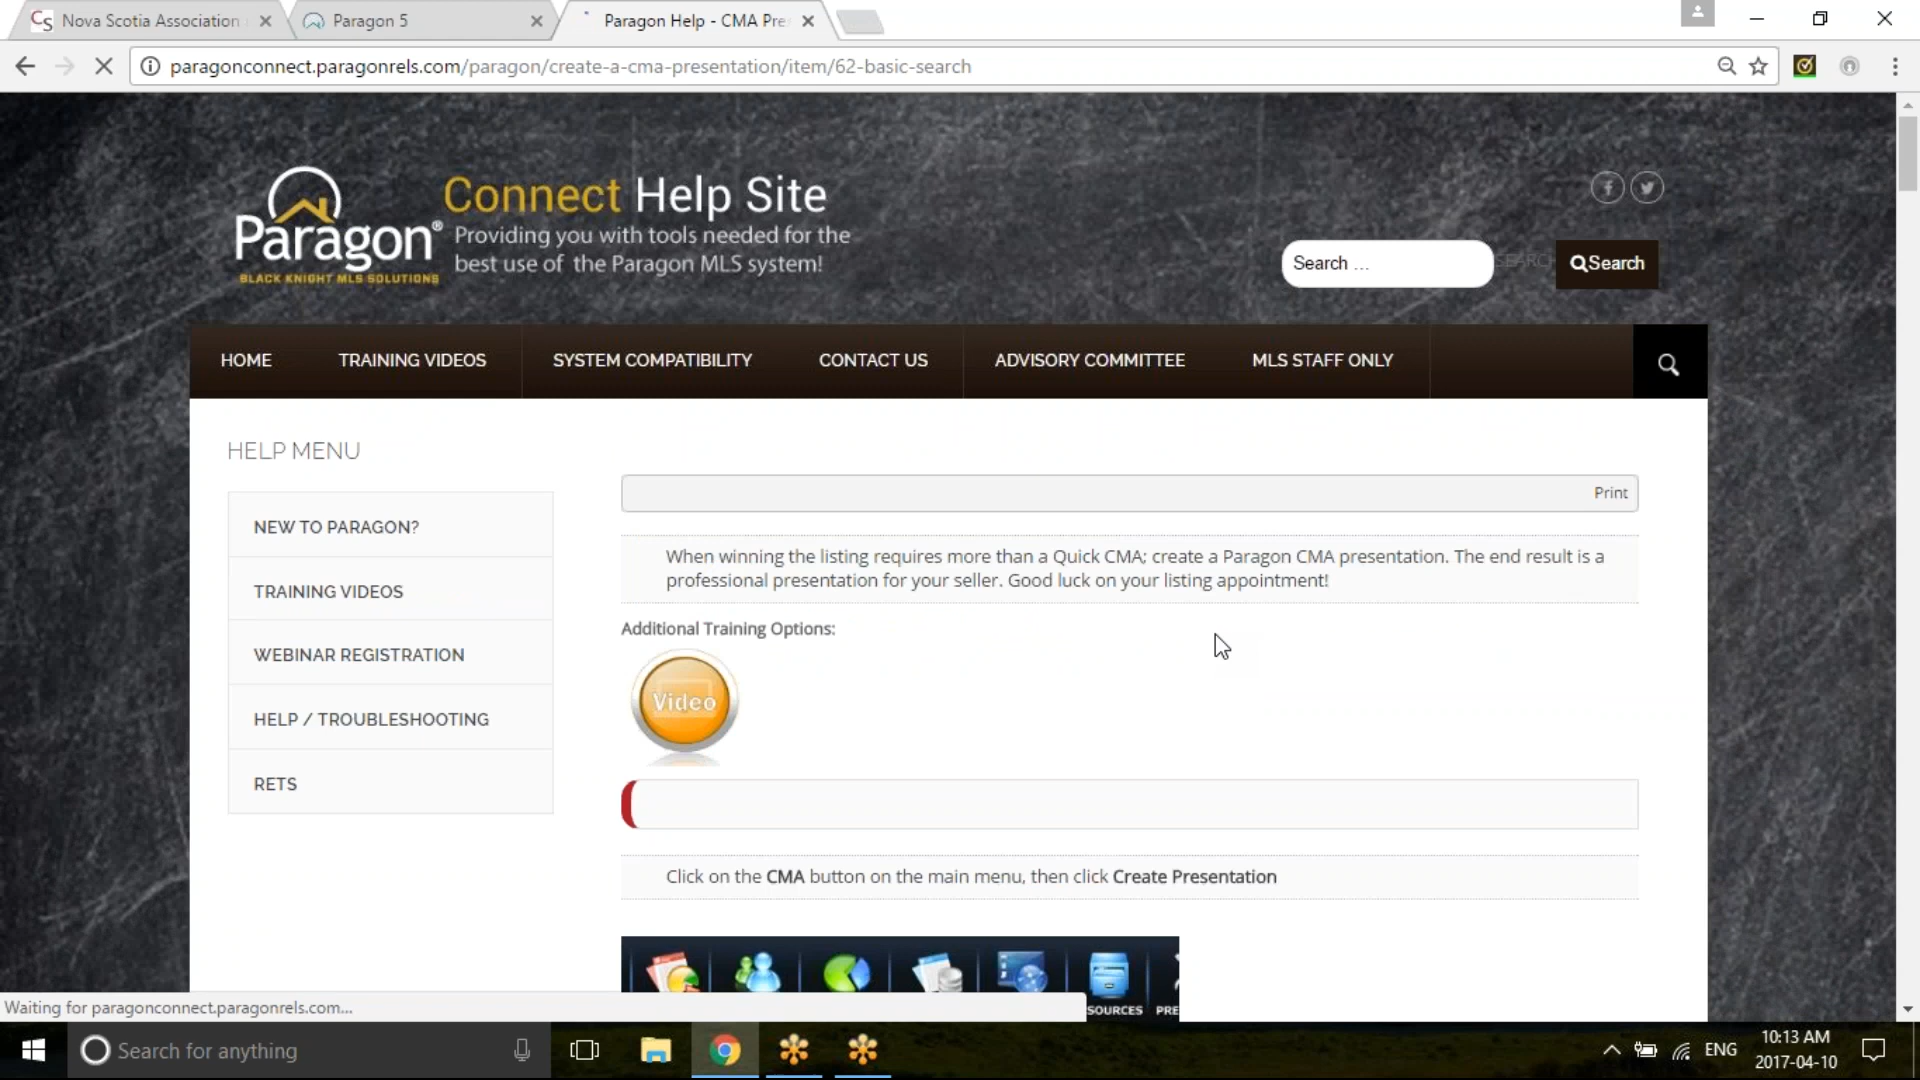 Nova Scotia Association
Paragon 5
Paragon Help - CMA Pre
paragonconnect.paragonrels.com/paragon/create-a-cma-presentation/item/62-basic-search
Paragon®
BLACK KNIGHT MLS SOLUTIONS
Connect Help Site
Providing you with tools needed for the
best use of the Paragon MLS system!
Search ...
SEARCH
Search
HOME
TRAINING VIDEOS
SYSTEM COMPATIBILITY
CONTACT US
ADVISORY COMMITTEE
MLS STAFF ONLY
HELP MENU
NEW TO PARAGON?
TRAINING VIDEOS
WEBINAR REGISTRATION
HELP / TROUBLESHOOTING
RETS
Print
When winning the listing requires more than a Quick CMA; create a Paragon CMA presentation. The end result is a
professional presentation for your seller. Good luck on your listing appointment!
Additional Training Options:
Video
Click on the CMA button on the main menu, then click Create Presentation
SOURCES
PRE
Waiting for paragonconnect.paragonrels.com...
Search for anything
ENG
10:13 AM
2017-04-10